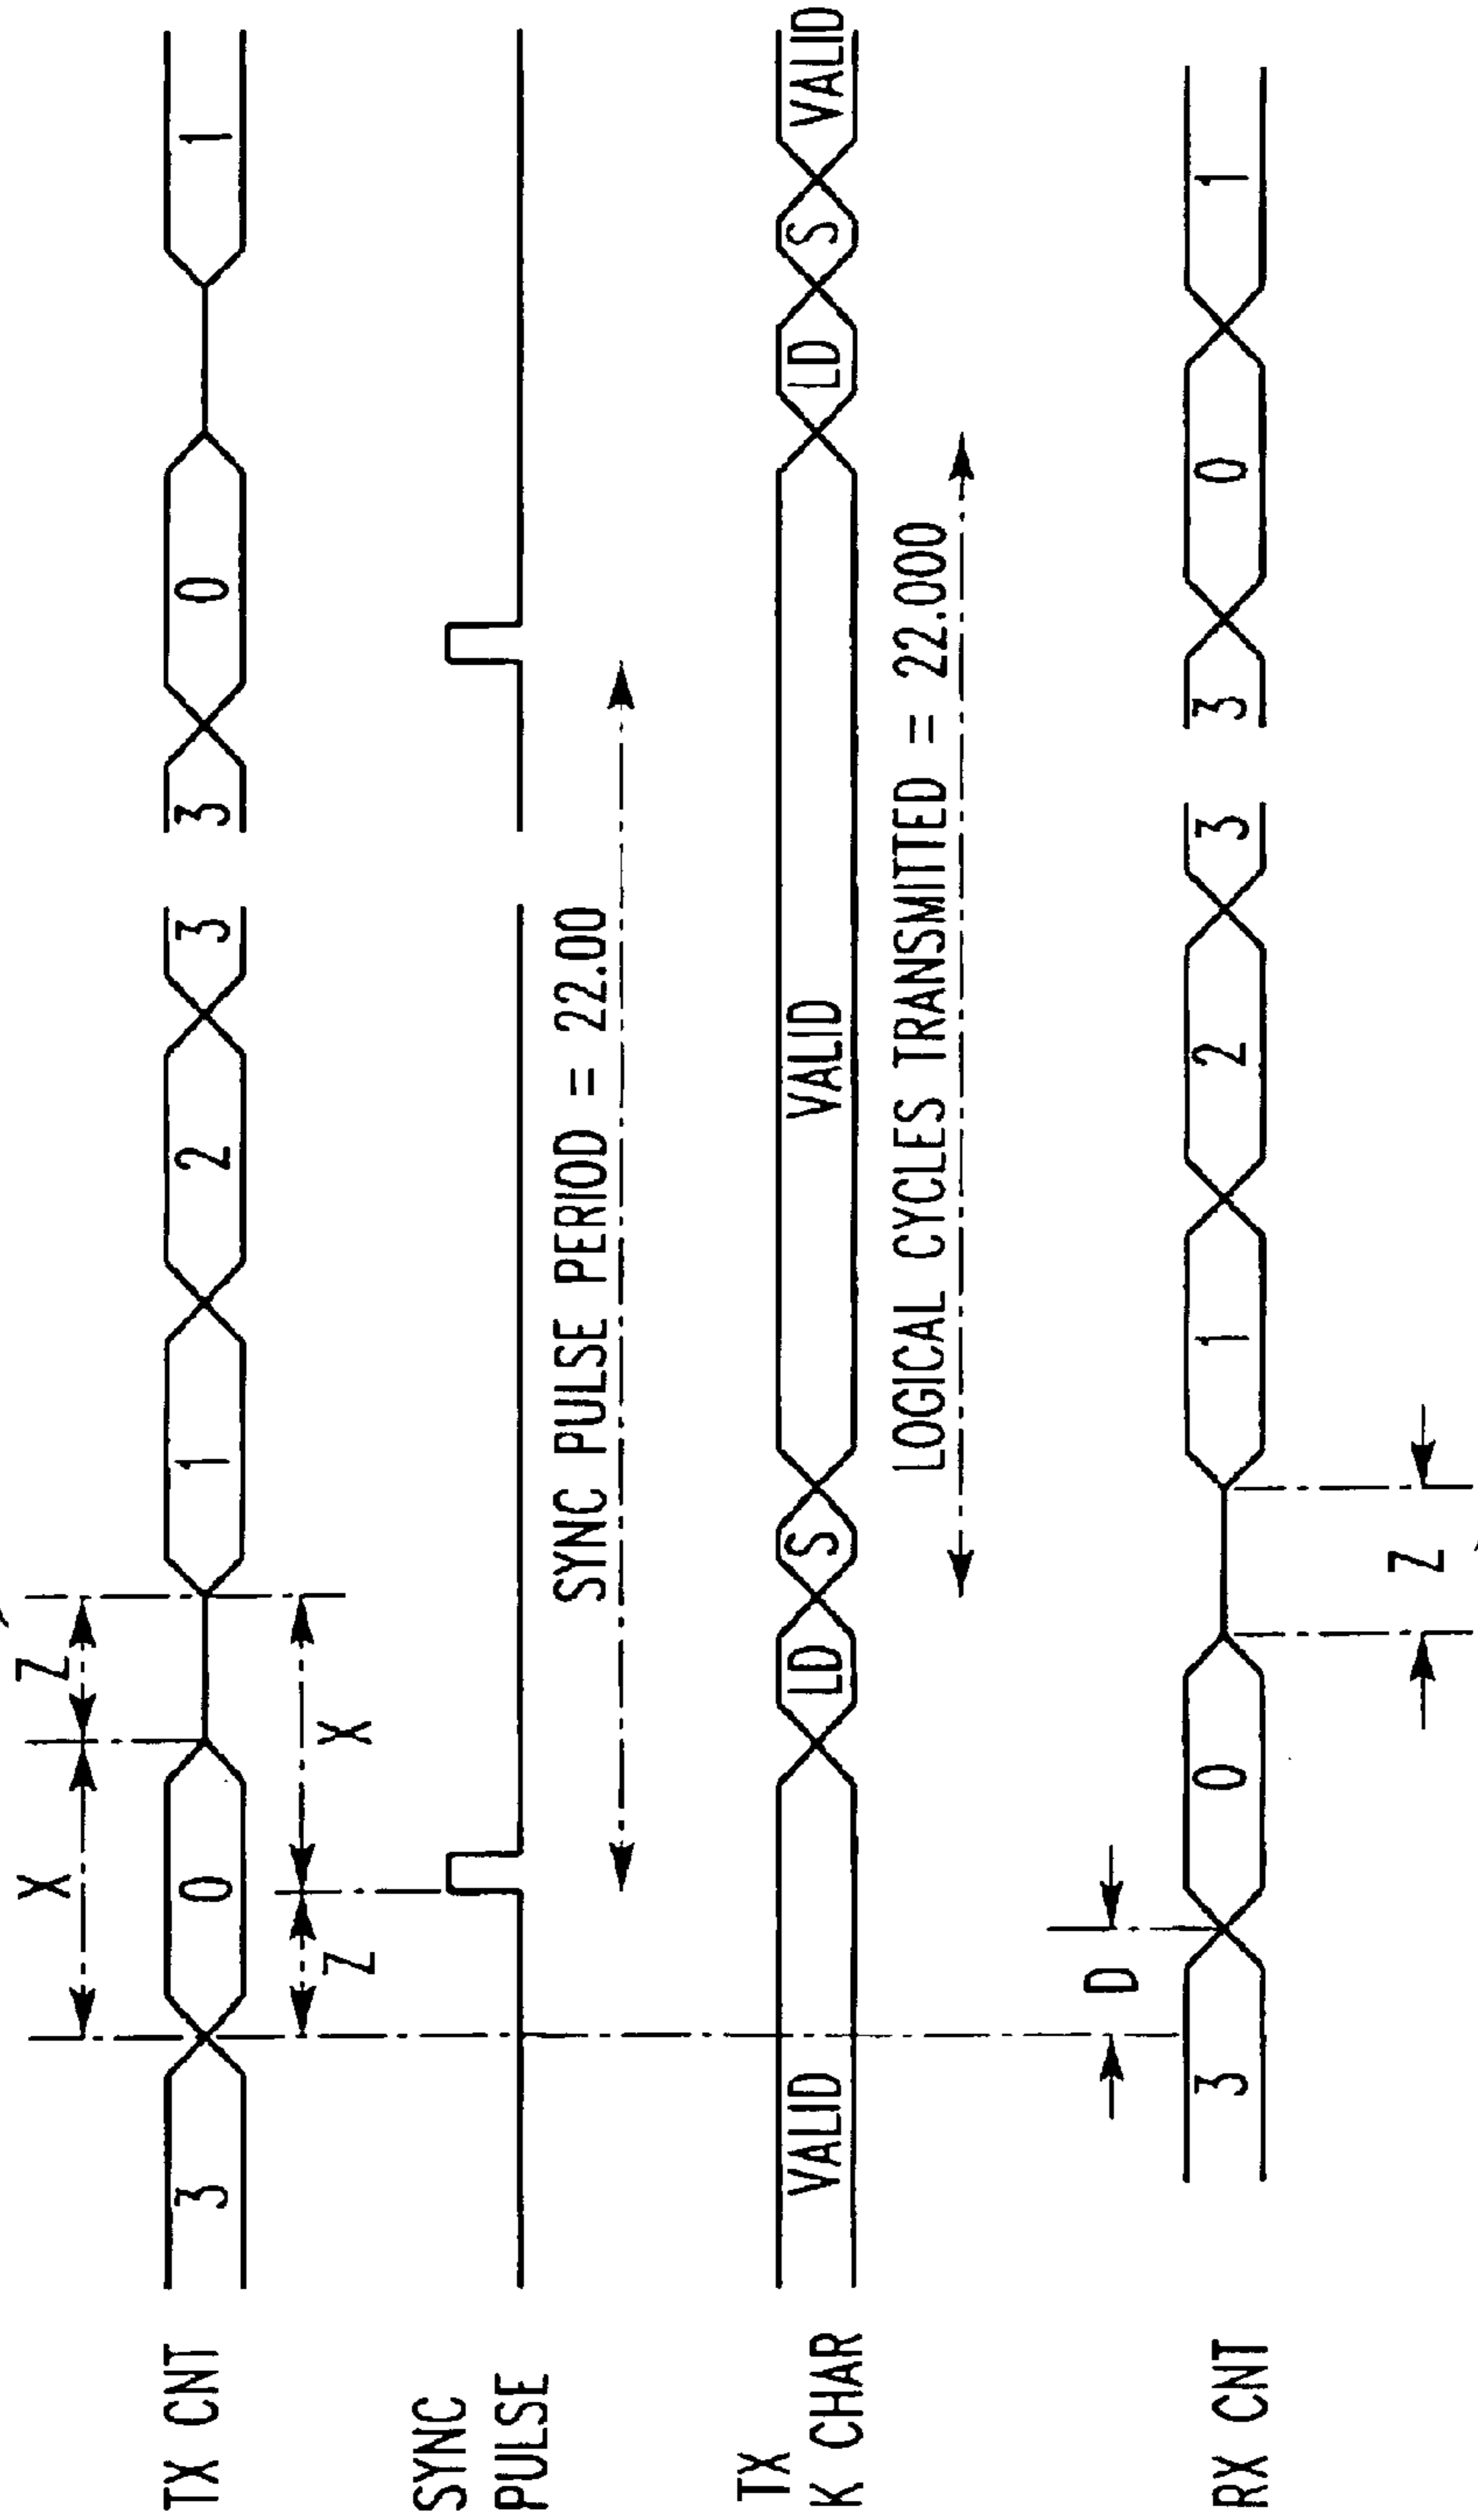 X Z
TX CNT 3 0 1 2 3 3 0 1
Z X
SYNC
PULSE
SYNC PULSE PERIOD = 22.00
TX
K CHAR VALID LD S VALID LD S VALID
LOGICAL CYCLES TRANSMITTED = 22.000
D
RX CNT 3 0 1 2 3 3 0 1
Z